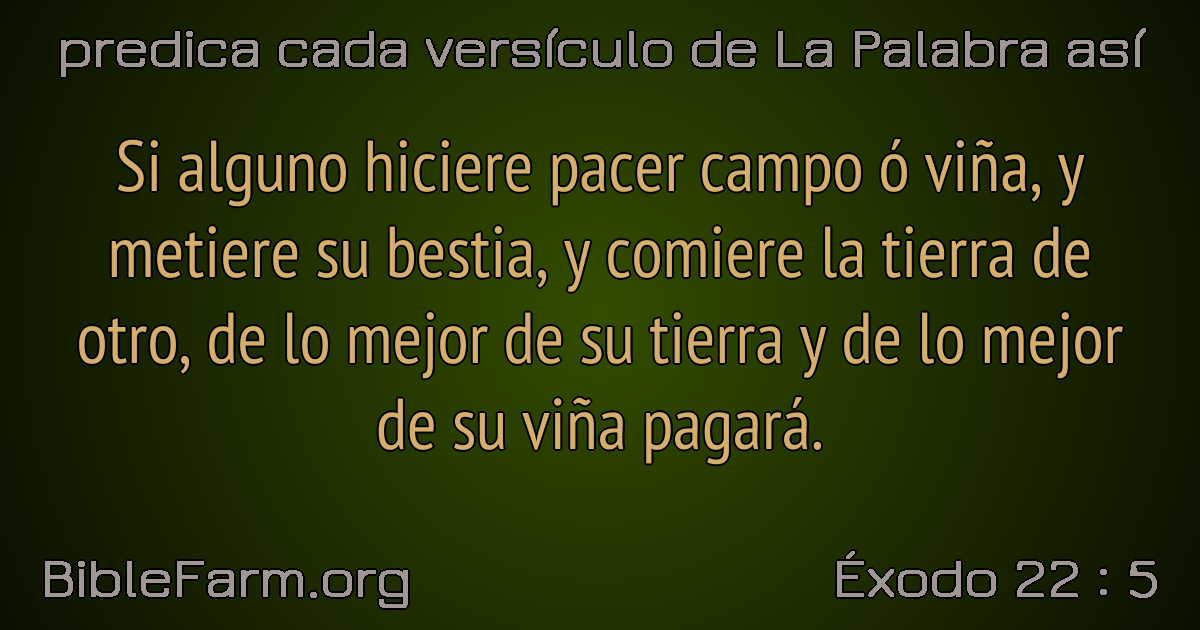 predica cada versículo de La Palabra así
Si alguno hiciere pacer campo ó viña, y
metiere su bestia, y comiere la tierra de
otro, de lo mejor de su tierra y de lo mejor
de su viña pagará.
BibleFarm.org
Éxodo 22 : 5